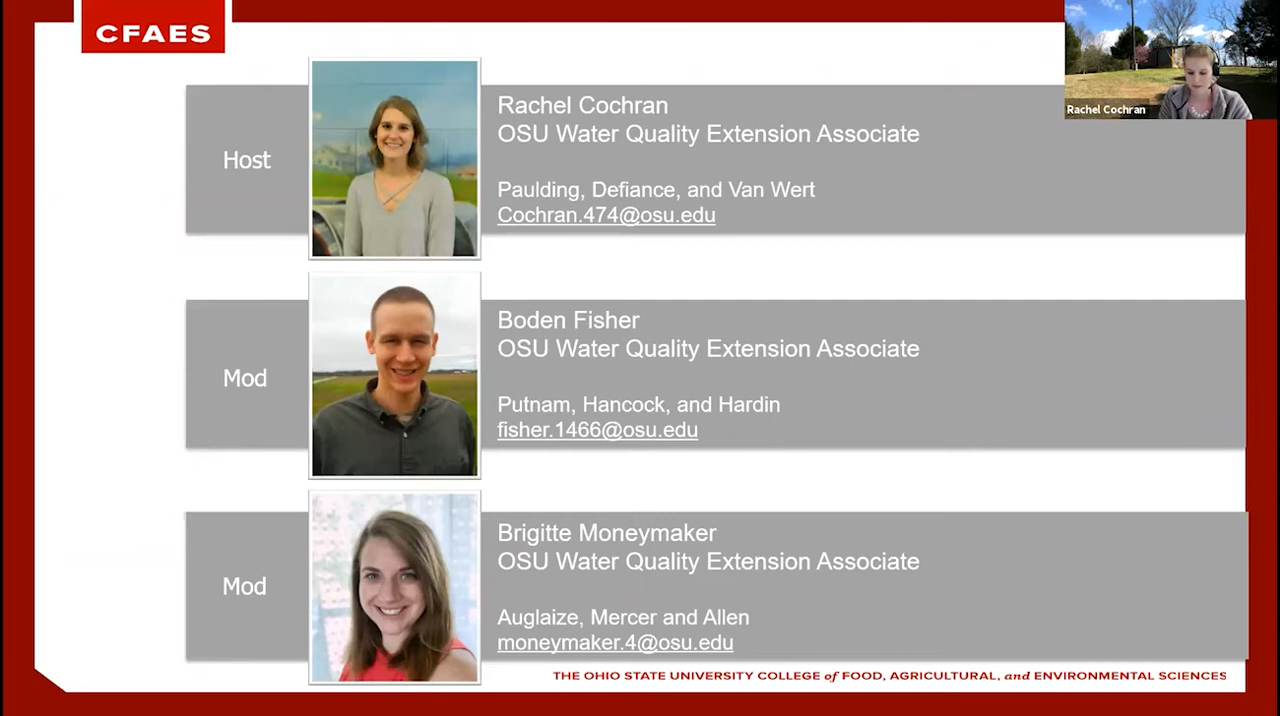 CFAES
Rachel Cochran
Host
Rachel Cochran
OSU Water Quality Extension Associate
Paulding, Defiance, and Van Wert
Cochran.474@osu.edu
Mod
Boden Fisher
OSU Water Quality Extension Associate
Putnam, Hancock, and Hardin
fisher.1466@osu.edu
Mod
Brigitte Moneymaker
OSU Water Quality Extension Associate
Auglaize, Mercer and Allen
moneymaker.4@osu.edu
THE OHIO STATE UNIVERSITY COLLEGE of FOOD, AGRICULTURAL, and ENVIRONMENTAL SCIENCES